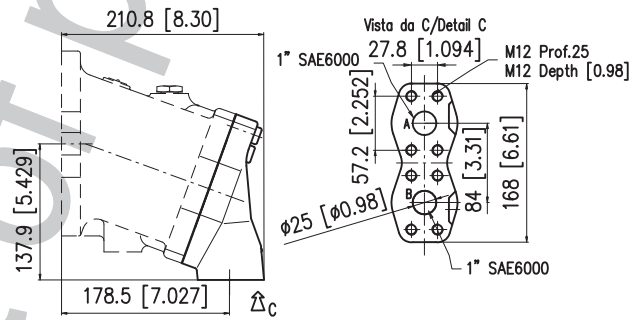 210.8 [8.30]
Vista da C/Detail C
27.8 [1.094]
1" SAE6000
M12 Prof.25
M12 Depth [0.98]
57.2 [2.252]
A
137.9 [5.429]
84 [3.31]
168 [6.61]
B
ø25 [ø0.98]
1" SAE6000
178.5 [7.027]
C